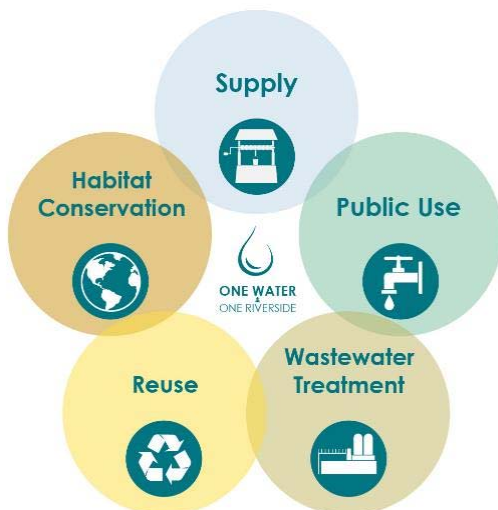 Supply
Habitat
Conservation
Public Use
ONE WATER
&
ONE RIVERSIDE
Reuse
Wastewater
Treatment